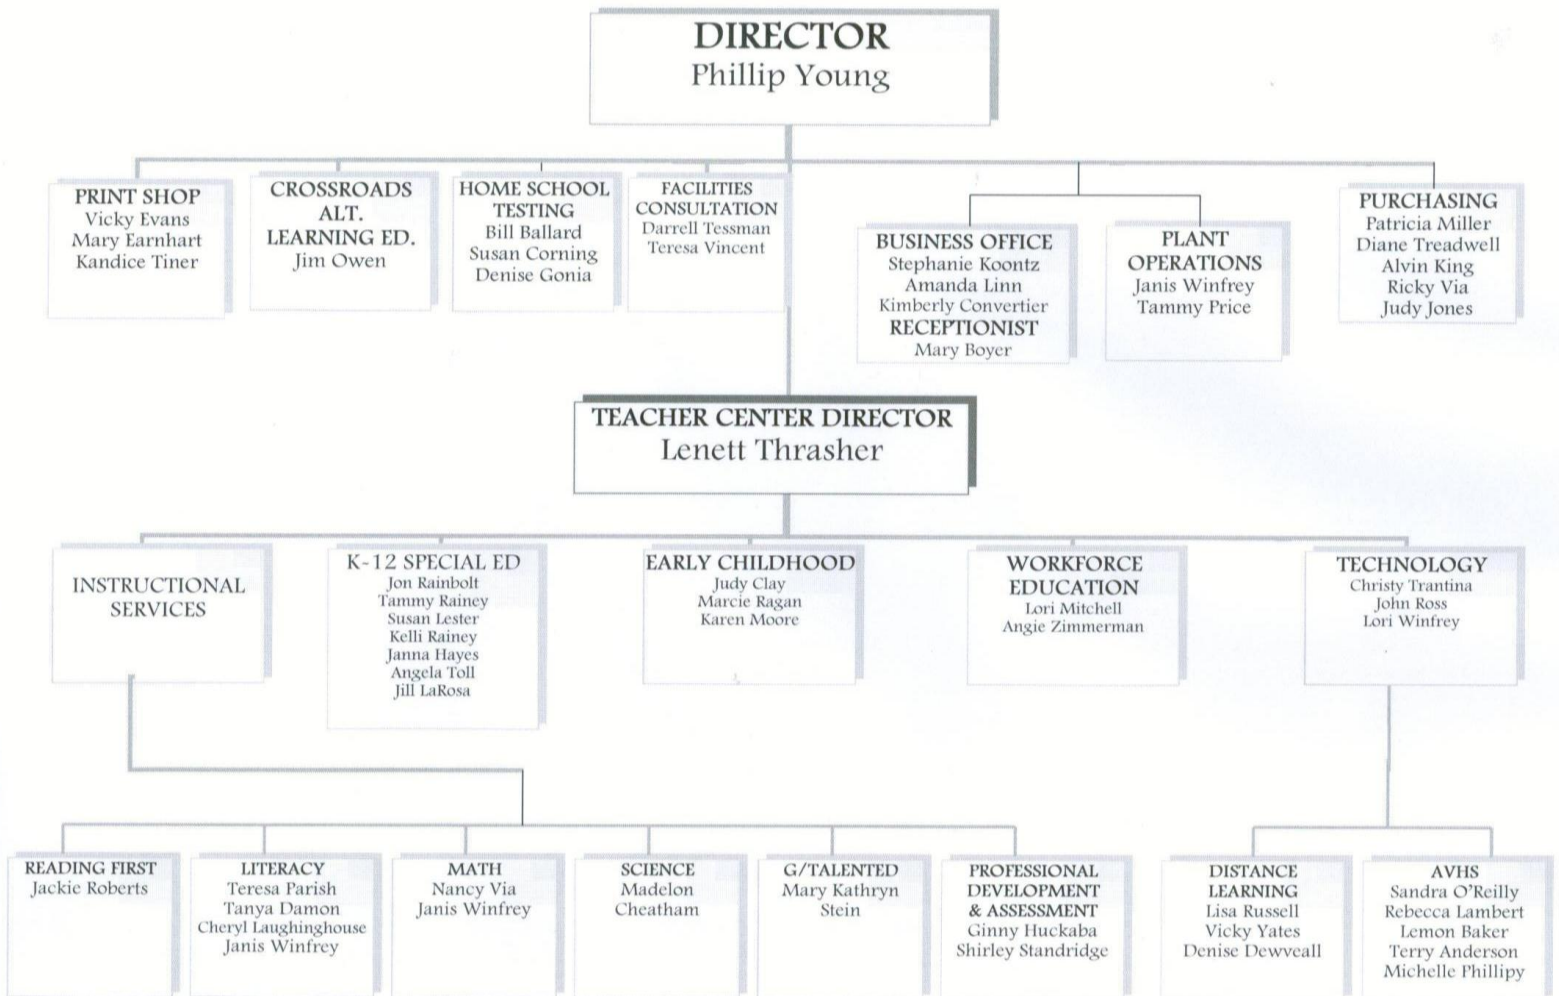 DIRECTOR
Phillip Young
PRINT SHOP
Vicky Evans
Mary Earnhart
Kandice Tiner
CROSSROADS
ALT.
LEARNING ED.
Jim Owen
HOME SCHOOL
TESTING
Bill Ballard
Susan Corning
Denise Gonia
FACILITIES
CONSULTATION
Darrell Tessman
Teresa Vincent
BUSINESS OFFICE
Stephanie Koontz
Amanda Linn
Kimberly Convertier
RECEPTIONIST
Mary Boyer
PLANT
OPERATIONS
Janis Winfrey
Tammy Price
PURCHASING
Patricia Miller
Diane Treadwell
Alvin King
Ricky Via
Judy Jones
TEACHER CENTER DIRECTOR
Lenett Thrasher
INSTRUCTIONAL
SERVICES
K-12 SPECIAL ED
Jon Rainbolt
Tammy Rainey
Susan Lester
Kelli Rainey
Janna Hayes
Angela Toll
Jill LaRosa
EARLY CHILDHOOD
Judy Clay
Marcie Ragan
Karen Moore
WORKFORCE
EDUCATION
Lori Mitchell
Angie Zimmerman
TECHNOLOGY
Christy Trantina
John Ross
Lori Winfrey
READING FIRST
Jackie Roberts
LITERACY
Teresa Parish
Tanya Damon
Cheryl Laughinghouse
Janis Winfrey
MATH
Nancy Via
Janis Winfrey
SCIENCE
Madelon
Cheatham
G/TALENTED
Mary Kathryn
Stein
PROFESSIONAL
DEVELOPMENT
& ASSESSMENT
Ginny Huckaba
Shirley Standridge
DISTANCE
LEARNING
Lisa Russell
Vicky Yates
Denise Dewveall
AVHS
Sandra O'Reilly
Rebecca Lambert
Lemon Baker
Terry Anderson
Michelle Phillipy